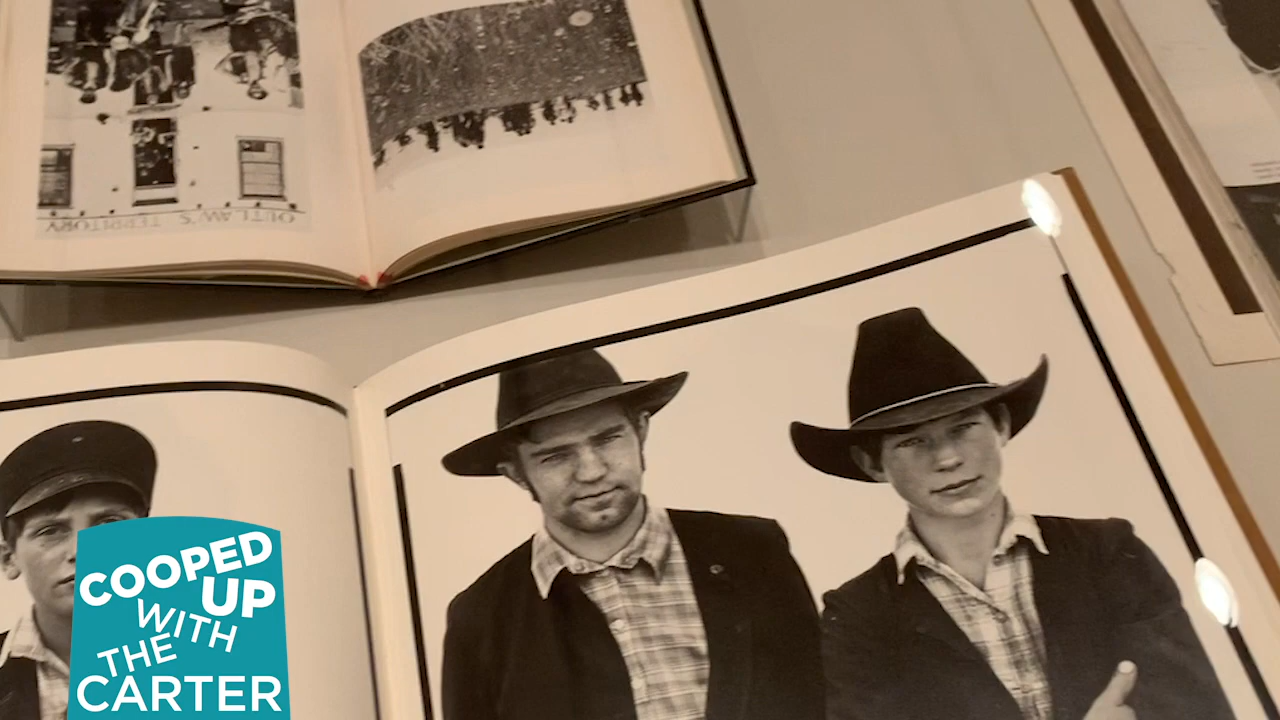 OUTLAW'S TERRITORY
COOPED
UP
WITH
THE
CARTER